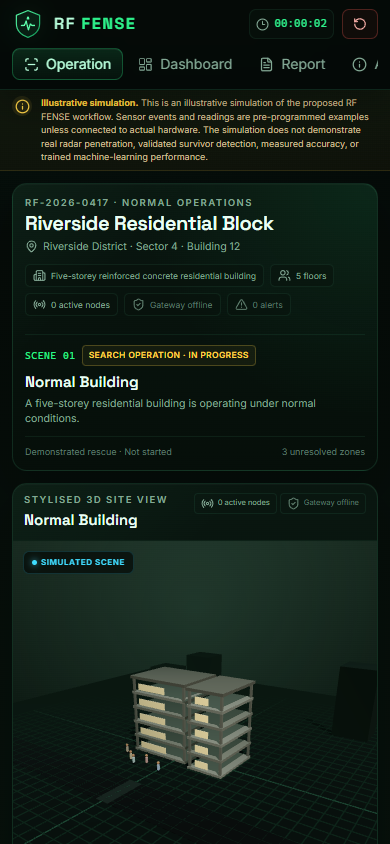 RF FENSE
00:00:02
Operation
Dashboard
Report
Illustrative simulation. This is an illustrative simulation of the proposed RF
FENSE workflow. Sensor events and readings are pre-programmed examples
unless connected to actual hardware. The simulation does not demonstrate
real radar penetration, validated survivor detection, measured accuracy, or
trained machine-learning performance.
RF-2026-0417 · NORMAL OPERATIONS
Riverside Residential Block
Riverside District · Sector 4 · Building 12
Five-storey reinforced concrete residential building
5 floors
0 active nodes
Gateway offline
0 alerts
SCENE 01
SEARCH OPERATION · IN PROGRESS
Normal Building
A five-storey residential building is operating under normal
conditions.
Demonstrated rescue · Not started
3 unresolved zones
STYLISED 3D SITE VIEW
Normal Building
0 active nodes
Gateway offline
SIMULATED SCENE